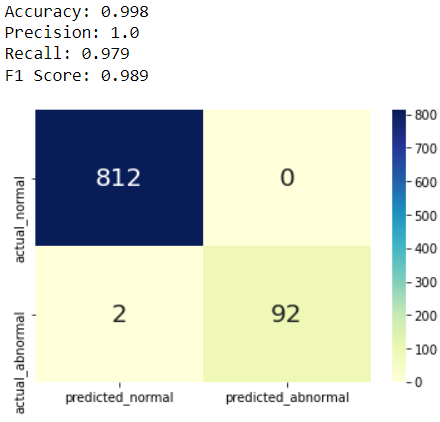 Accuracy: 0.998
Precision: 1.0
Recall: 0.979
F1 Score: 0.989
actual_normal
812
0
actual_abnormal
2
92
predicted_normal
predicted_abnormal
800
700
600
500
400
300
200
100
0